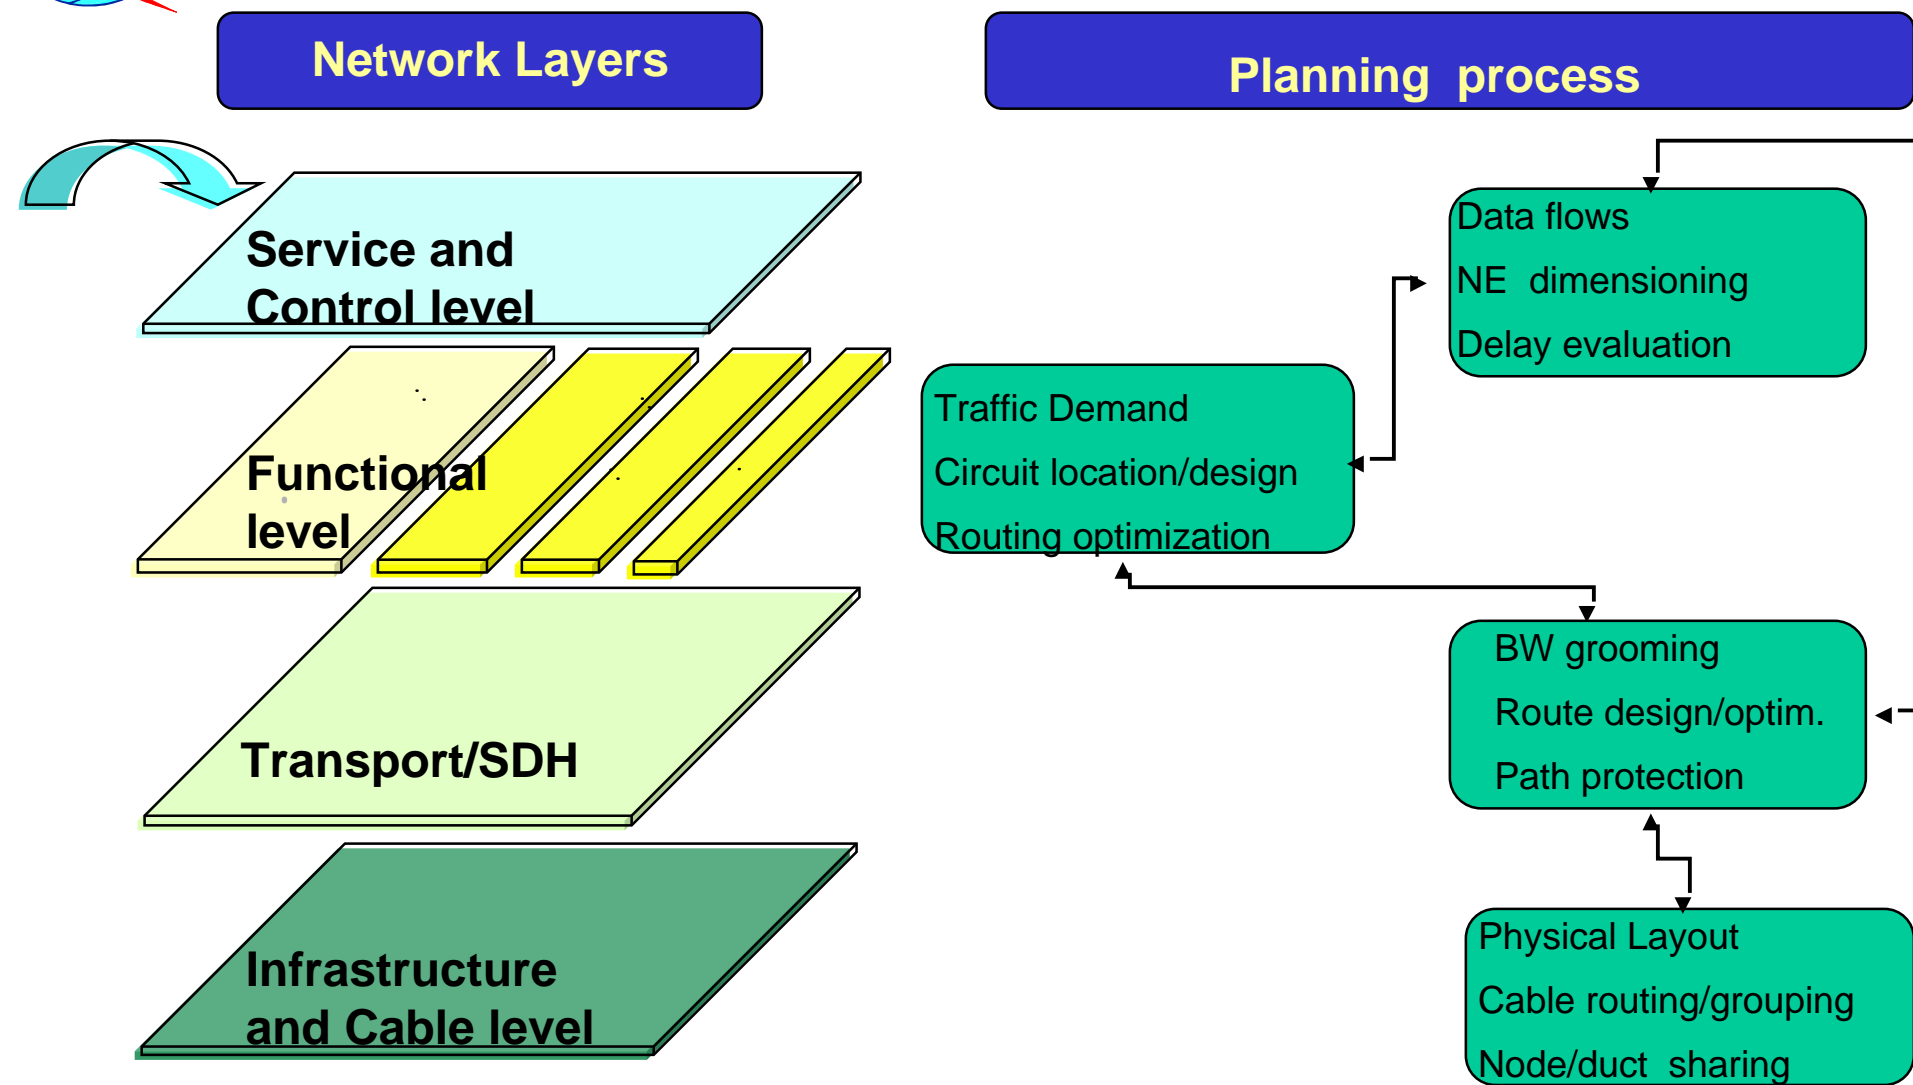 Network Layers
Planning process
Service and
Control level
Functional
level
Transport/SDH
Infrastructure
and Cable level
Data flows
NE dimensioning
Delay evaluation
Traffic Demand
Circuit location/design
Routing optimization
BW grooming
Route design/optim.
Path protection
Physical Layout
Cable routing/grouping
Node/duct sharing